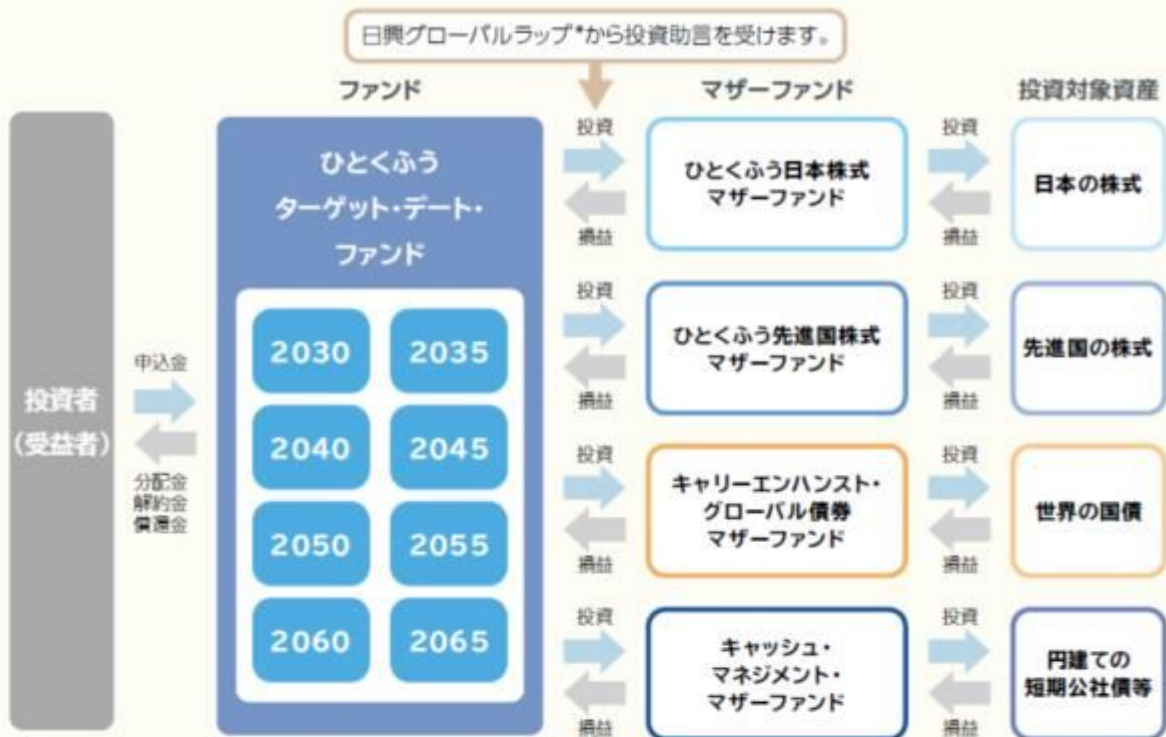 日興グローバルラップ*から投資助言を受けます。
ファンド
マザーファンド
投資対象資産
投資者
(受益者)
申込金
分配金
解約金
償還金
ひとくふう
ターゲット・デート・
ファンド
2030
2035
2040
2045
2050
2055
2060
2065
投資
損益
ひとくふう日本株式
マザーファンド
投資
損益
日本の株式
投資
損益
ひとくふう先進国株式
マザーファンド
投資
損益
先進国の株式
投資
損益
キャリーエンハンスト・
グローバル債券
マザーファンド
投資
損益
世界の国債
投資
損益
キャッシュ・
マネジメント・
マザーファンド
投資
損益
円建ての
短期公社債等